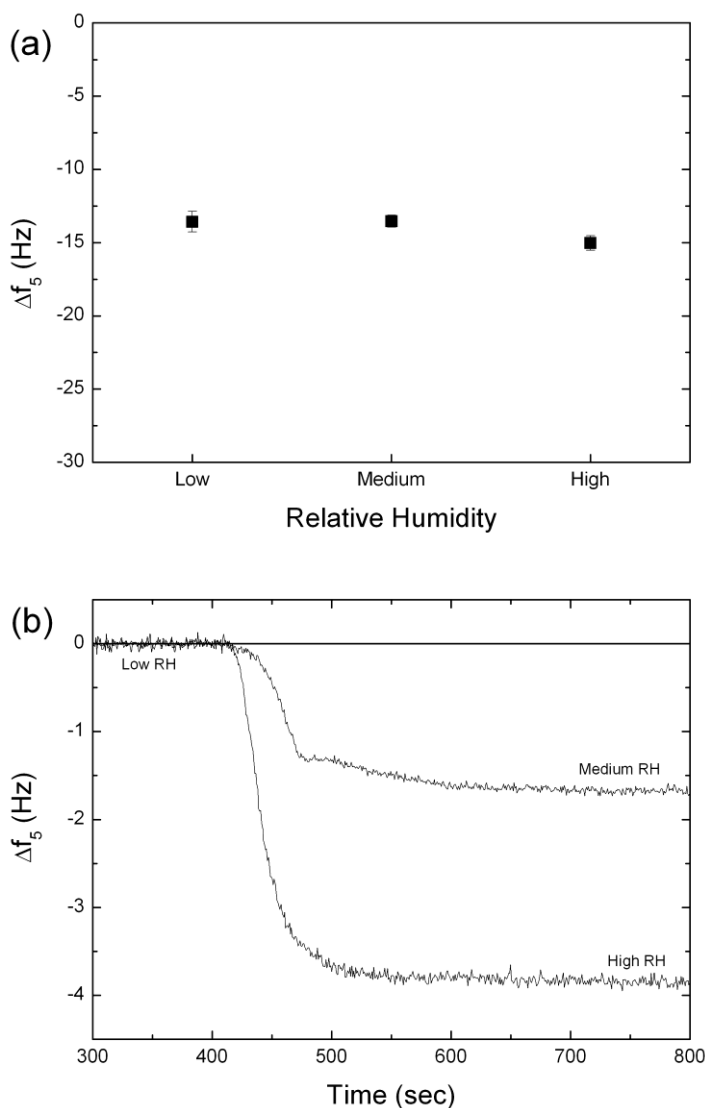 (a)
0
-5
-10
-15
-20
-25
-30
Δf₅ (Hz)
Low Medium High
Relative Humidity
(b)
0
-1
-2
-3
-4
Δf₅ (Hz)
Low RH
Medium RH
High RH
300 400 500 600 700 800
Time (sec)